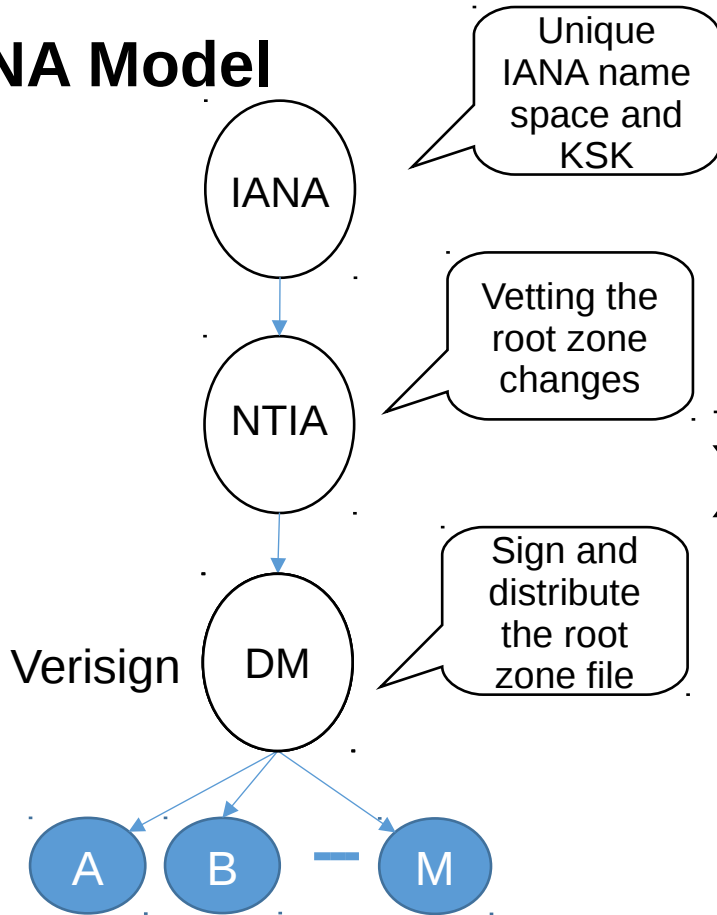 NA Model
Unique
IANA name
space and
KSK
IANA
Vetting the
root zone
changes
NTIA
Sign and
distribute
the root
zone file
Verisign
DM
A
B
M